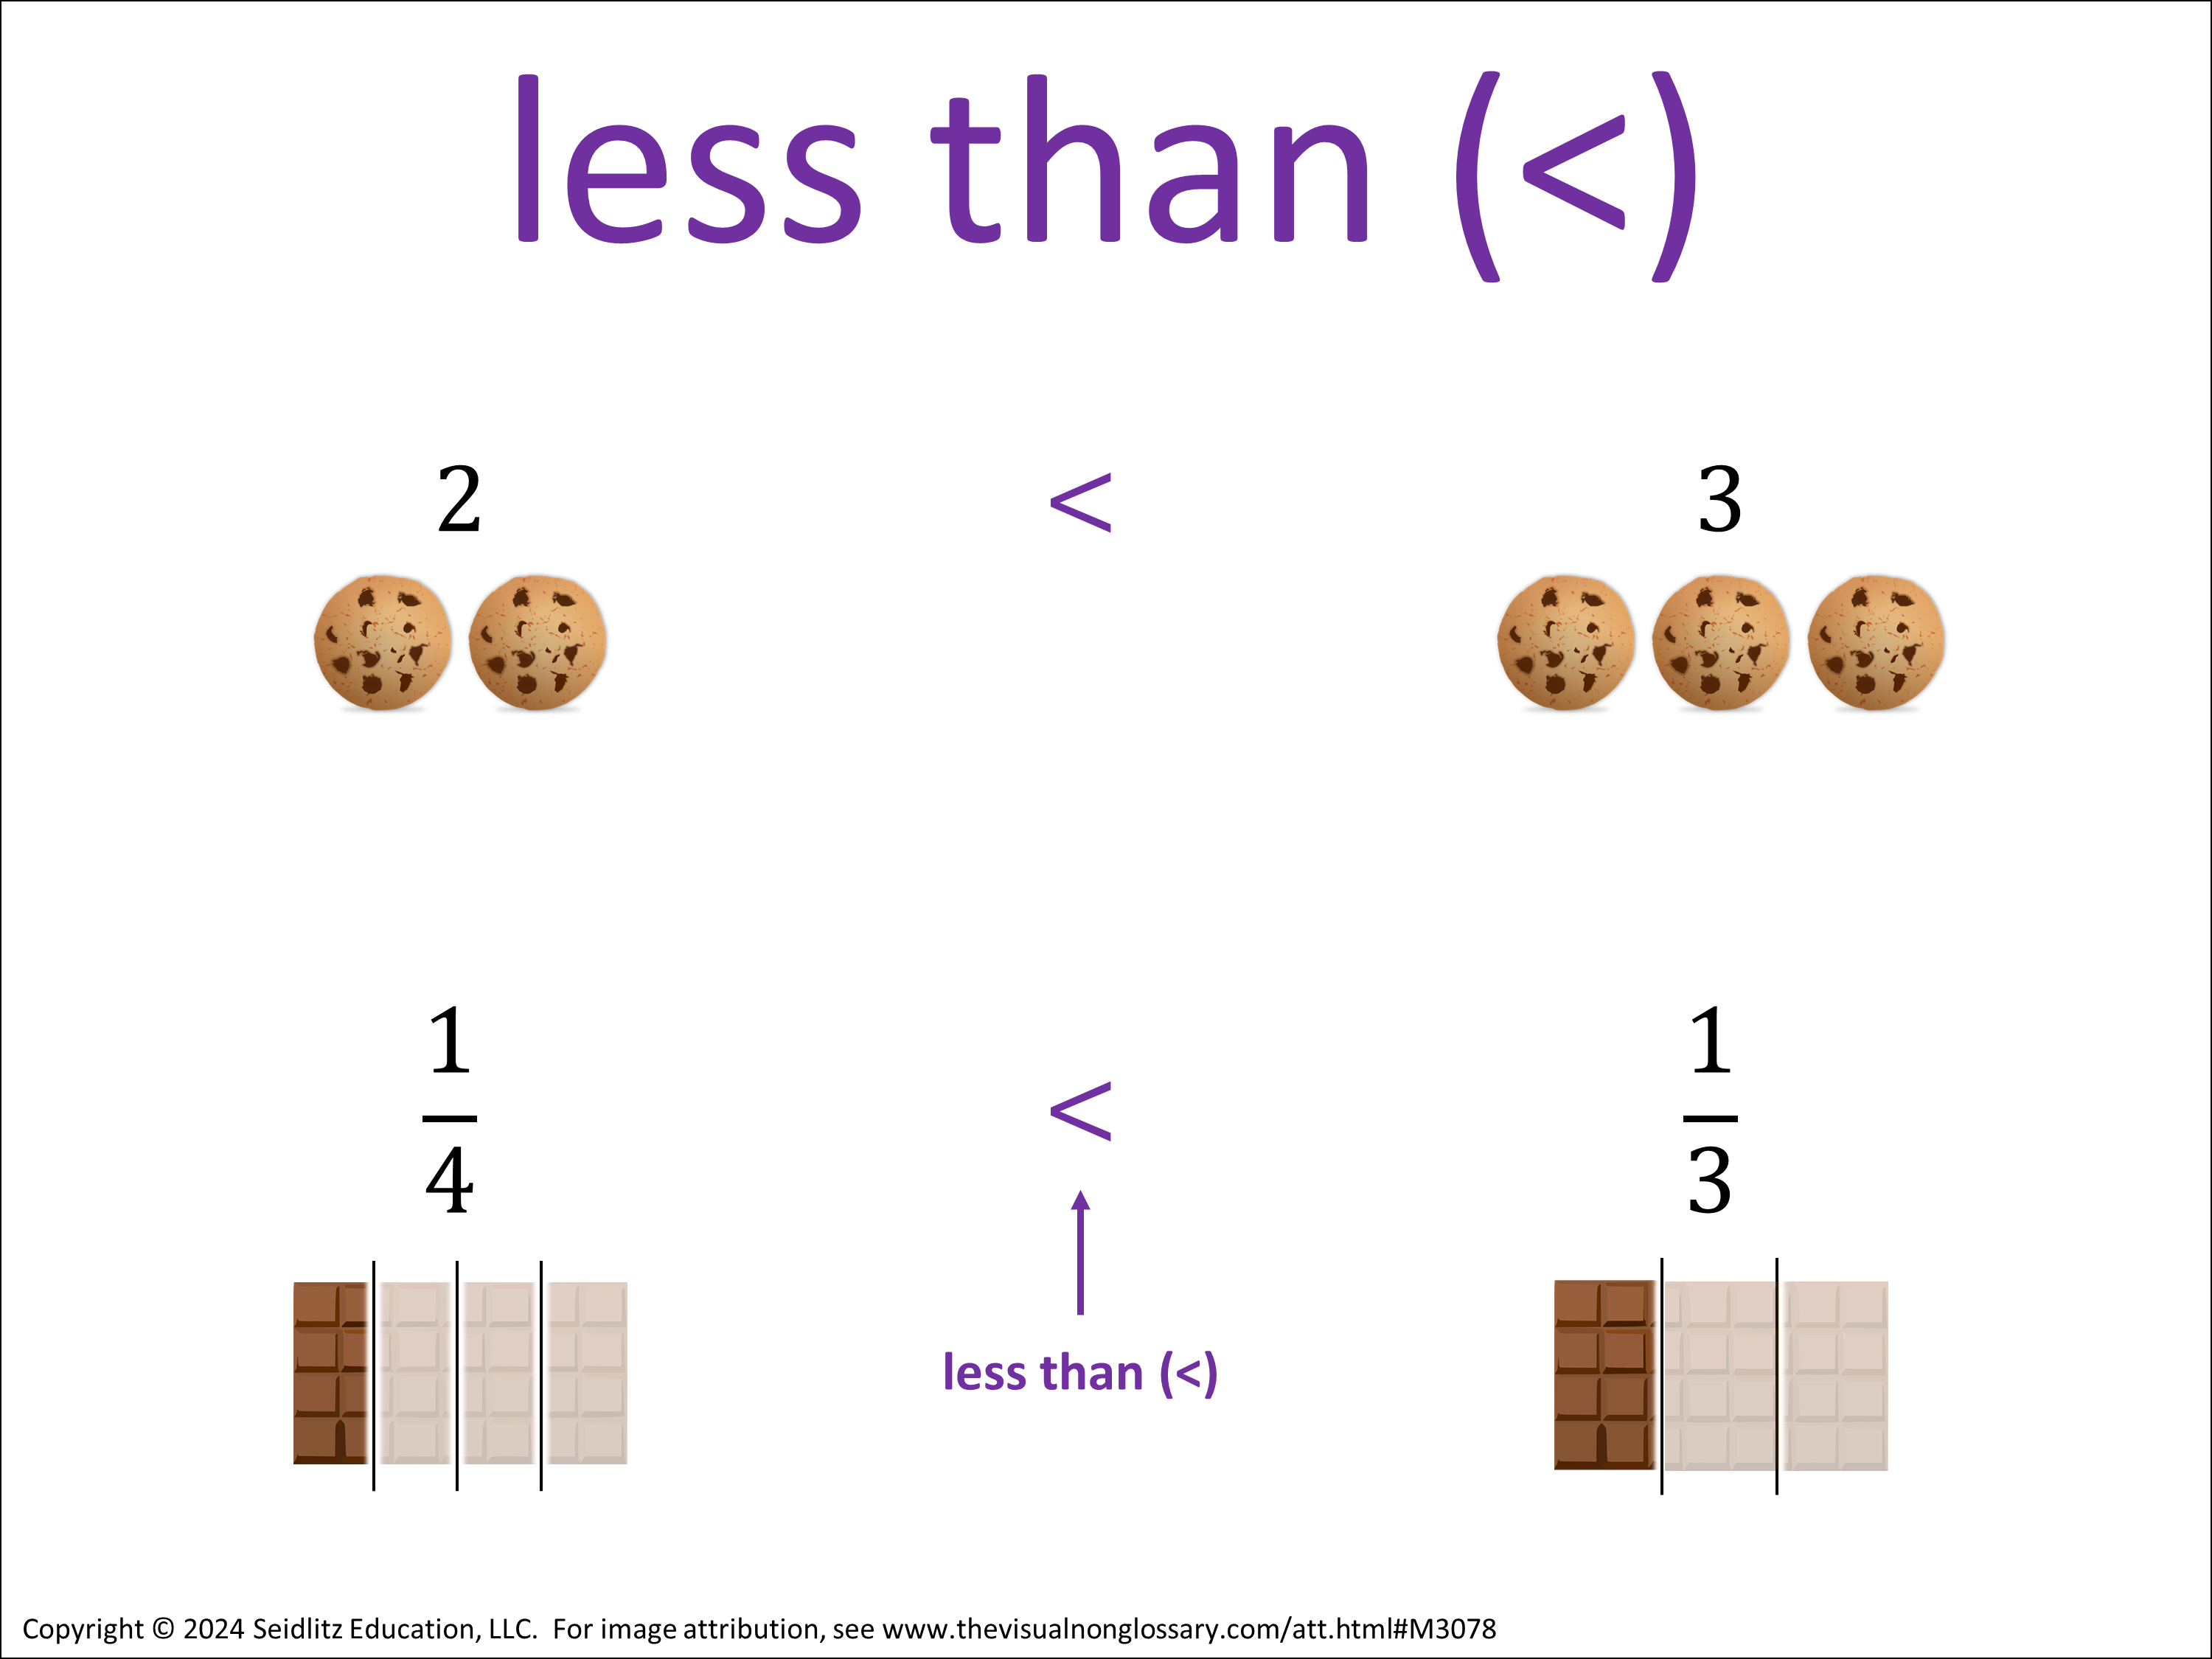 less than (<)
2 < 3
1/4 < 1/3
less than (<)
Copyright © 2024 Seidlitz Education, LLC. For image attribution, see www.thevisualnonglossary.com/att.html#M3078